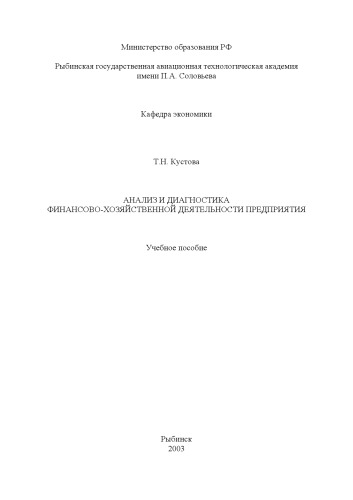 Министерство образования РФ
Рыбинская государственная авиационная технологическая академия
имени П.А. Соловьева
Кафедра экономики
Т.Н. Кустова
АНАЛИЗ И ДИАГНОСТИКА
ФИНАНСОВО-ХОЗЯЙСТВЕННОЙ ДЕЯТЕЛЬНОСТИ ПРЕДПРИЯТИЯ
Учебное пособие
Рыбинск
2003